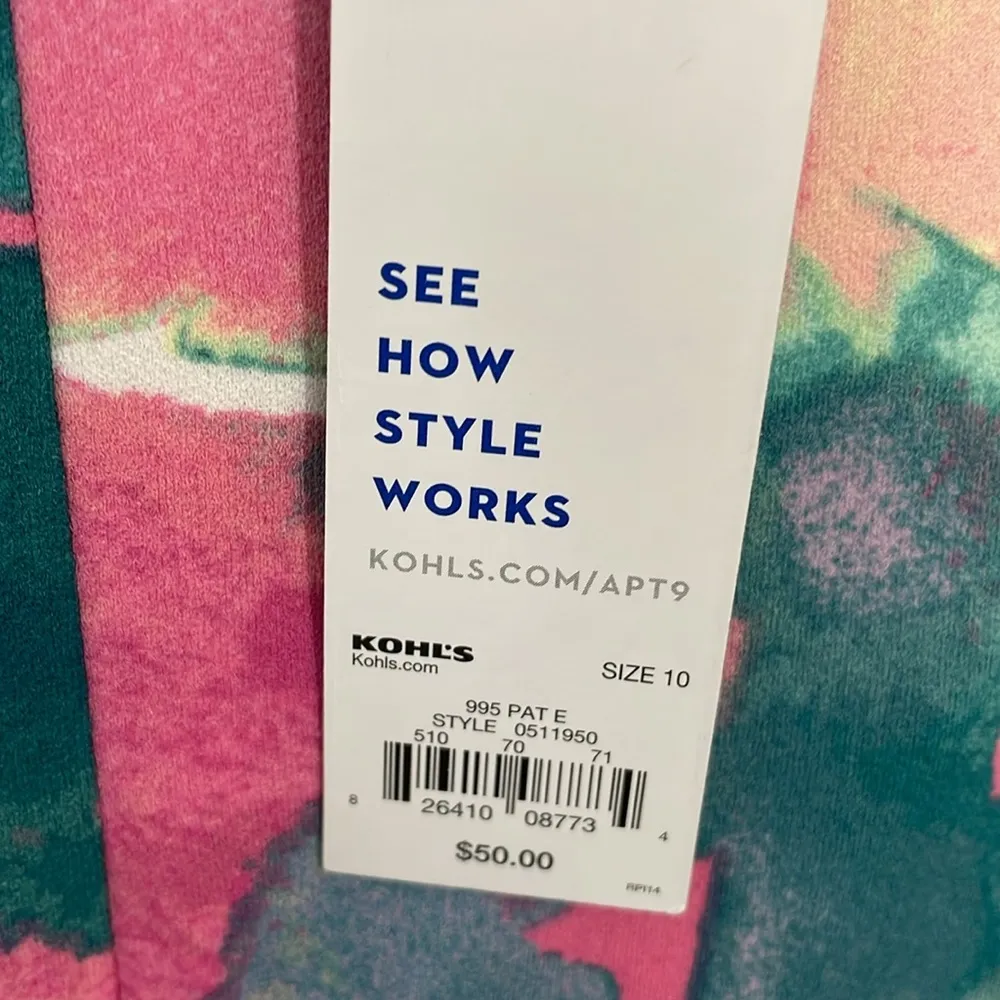 SEE
HOW
STYLE
WORKS
KOHLS.COM/APT9
KOHL'S
Kohls.com
SIZE 10
995 PAT E
STYLE 0511950
510 70 71
8 26410 08773 4
$50.00
RPI14